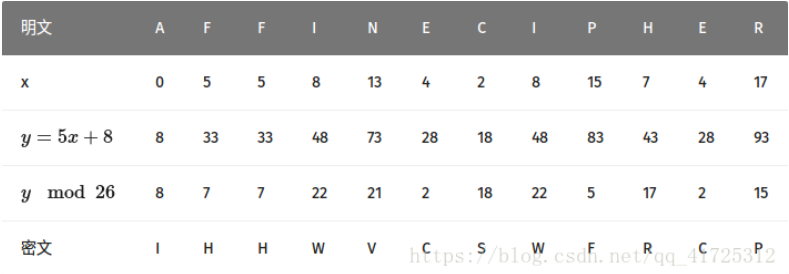 明文 A F F I N E C I P H E R
x 0 5 5 8 13 4 2 8 15 7 4 17
y = 5x + 8 8 33 33 48 73 28 18 48 83 43 28 93
y mod 26 8 7 7 22 21 2 18 22 5 17 2 15
密文 I H H W V C S W F R C P
https://blog.csdn.net/qq_41725312